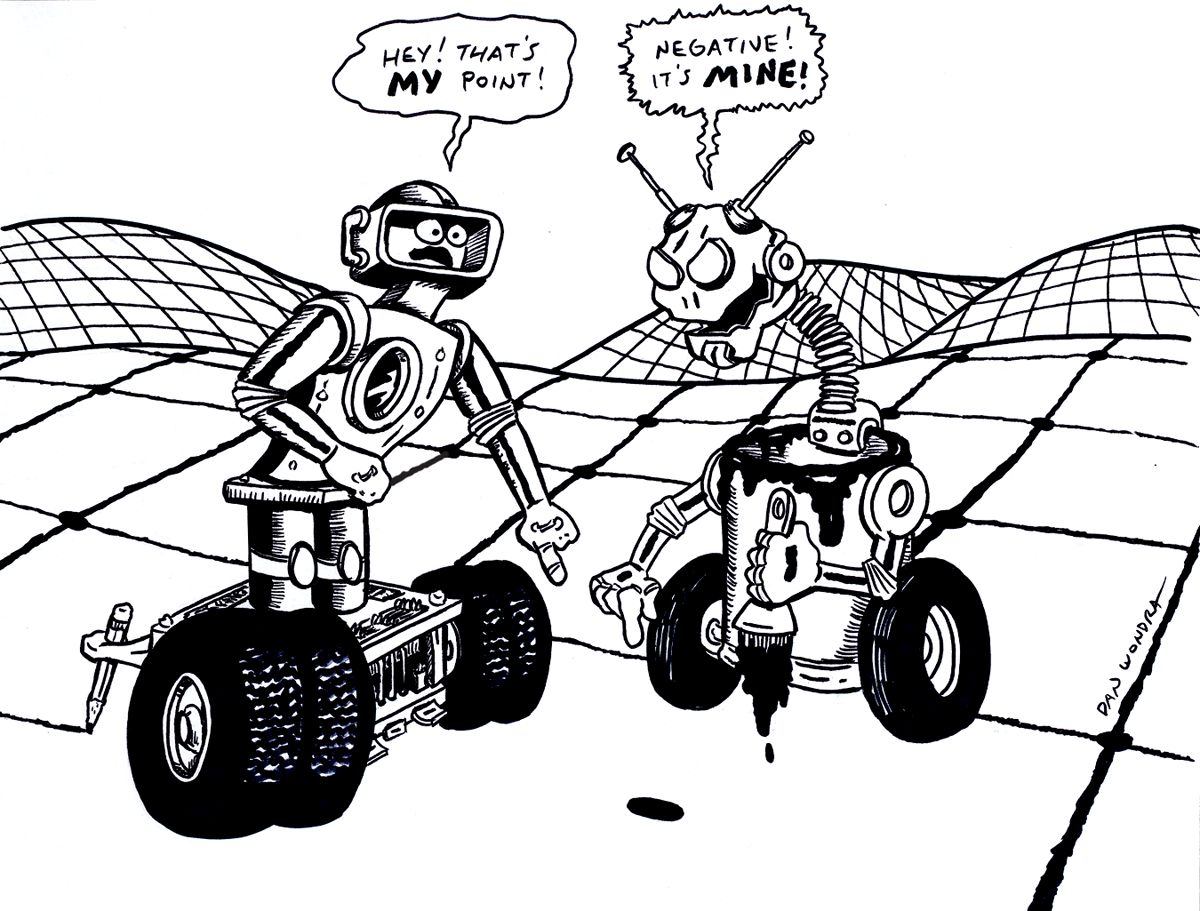 HEY! THAT'S
MY POINT!
NEGATIVE!
IT'S MINE!
DAN WONDRA